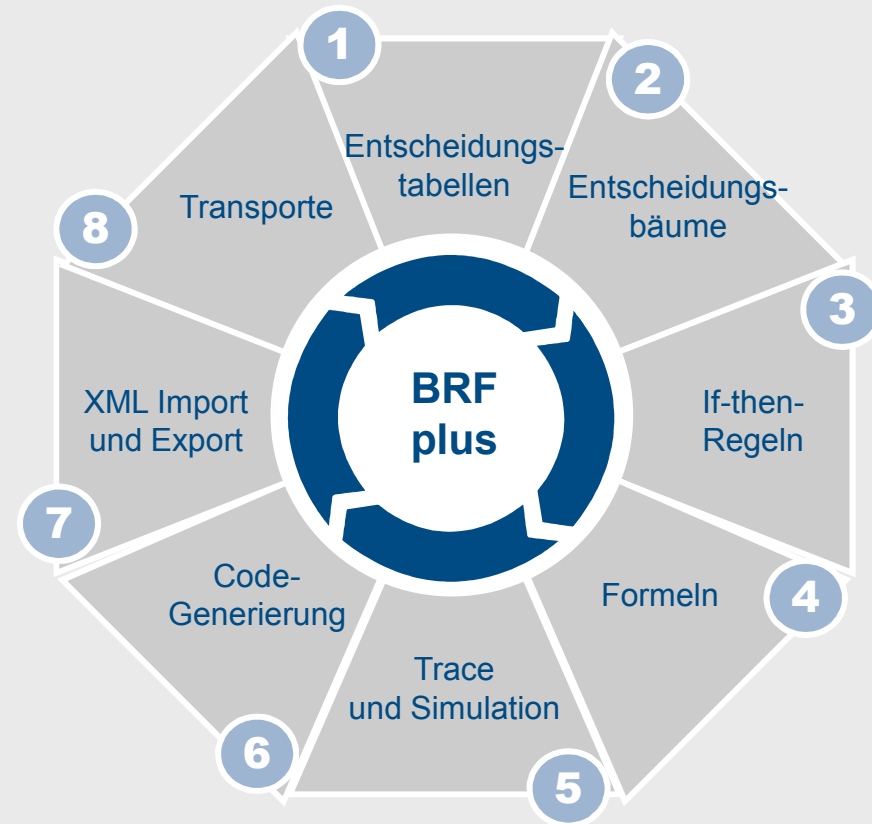 1
Entscheidungs-
tabellen
2
Entscheidungs-
bäume
3
If-then-
Regeln
4
Formeln
5
Trace
und Simulation
6
Code-
Generierung
7
XML Import
und Export
8
Transporte
BRF
plus